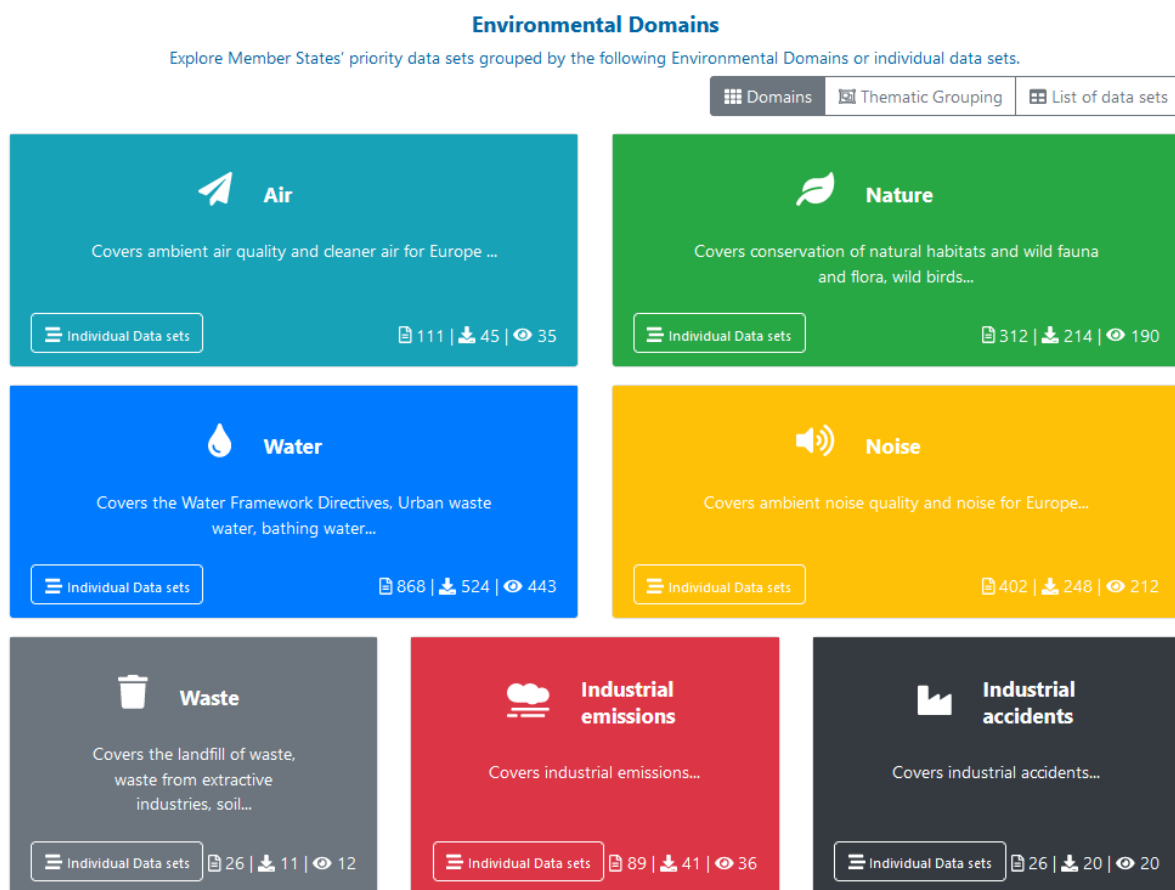 Environmental Domains
Explore Member States' priority data sets grouped by the following Environmental Domains or individual data sets.
Domains
Thematic Grouping
List of data sets
Air
Covers ambient air quality and cleaner air for Europe ...
Individual Data sets
111 | 45 | 35
Nature
Covers conservation of natural habitats and wild fauna
and flora, wild birds...
Individual Data sets
312 | 214 | 190
Water
Covers the Water Framework Directives, Urban waste
water, bathing water...
Individual Data sets
868 | 524 | 443
Noise
Covers ambient noise quality and noise for Europe...
Individual Data sets
402 | 248 | 212
Waste
Covers the landfill of waste,
waste from extractive
industries, soil...
Individual Data sets
26 | 11 | 12
Industrial
emissions
Covers industrial emissions...
Individual Data sets
89 | 41 | 36
Industrial
accidents
Covers industrial accidents...
Individual Data sets
26 | 20 | 20